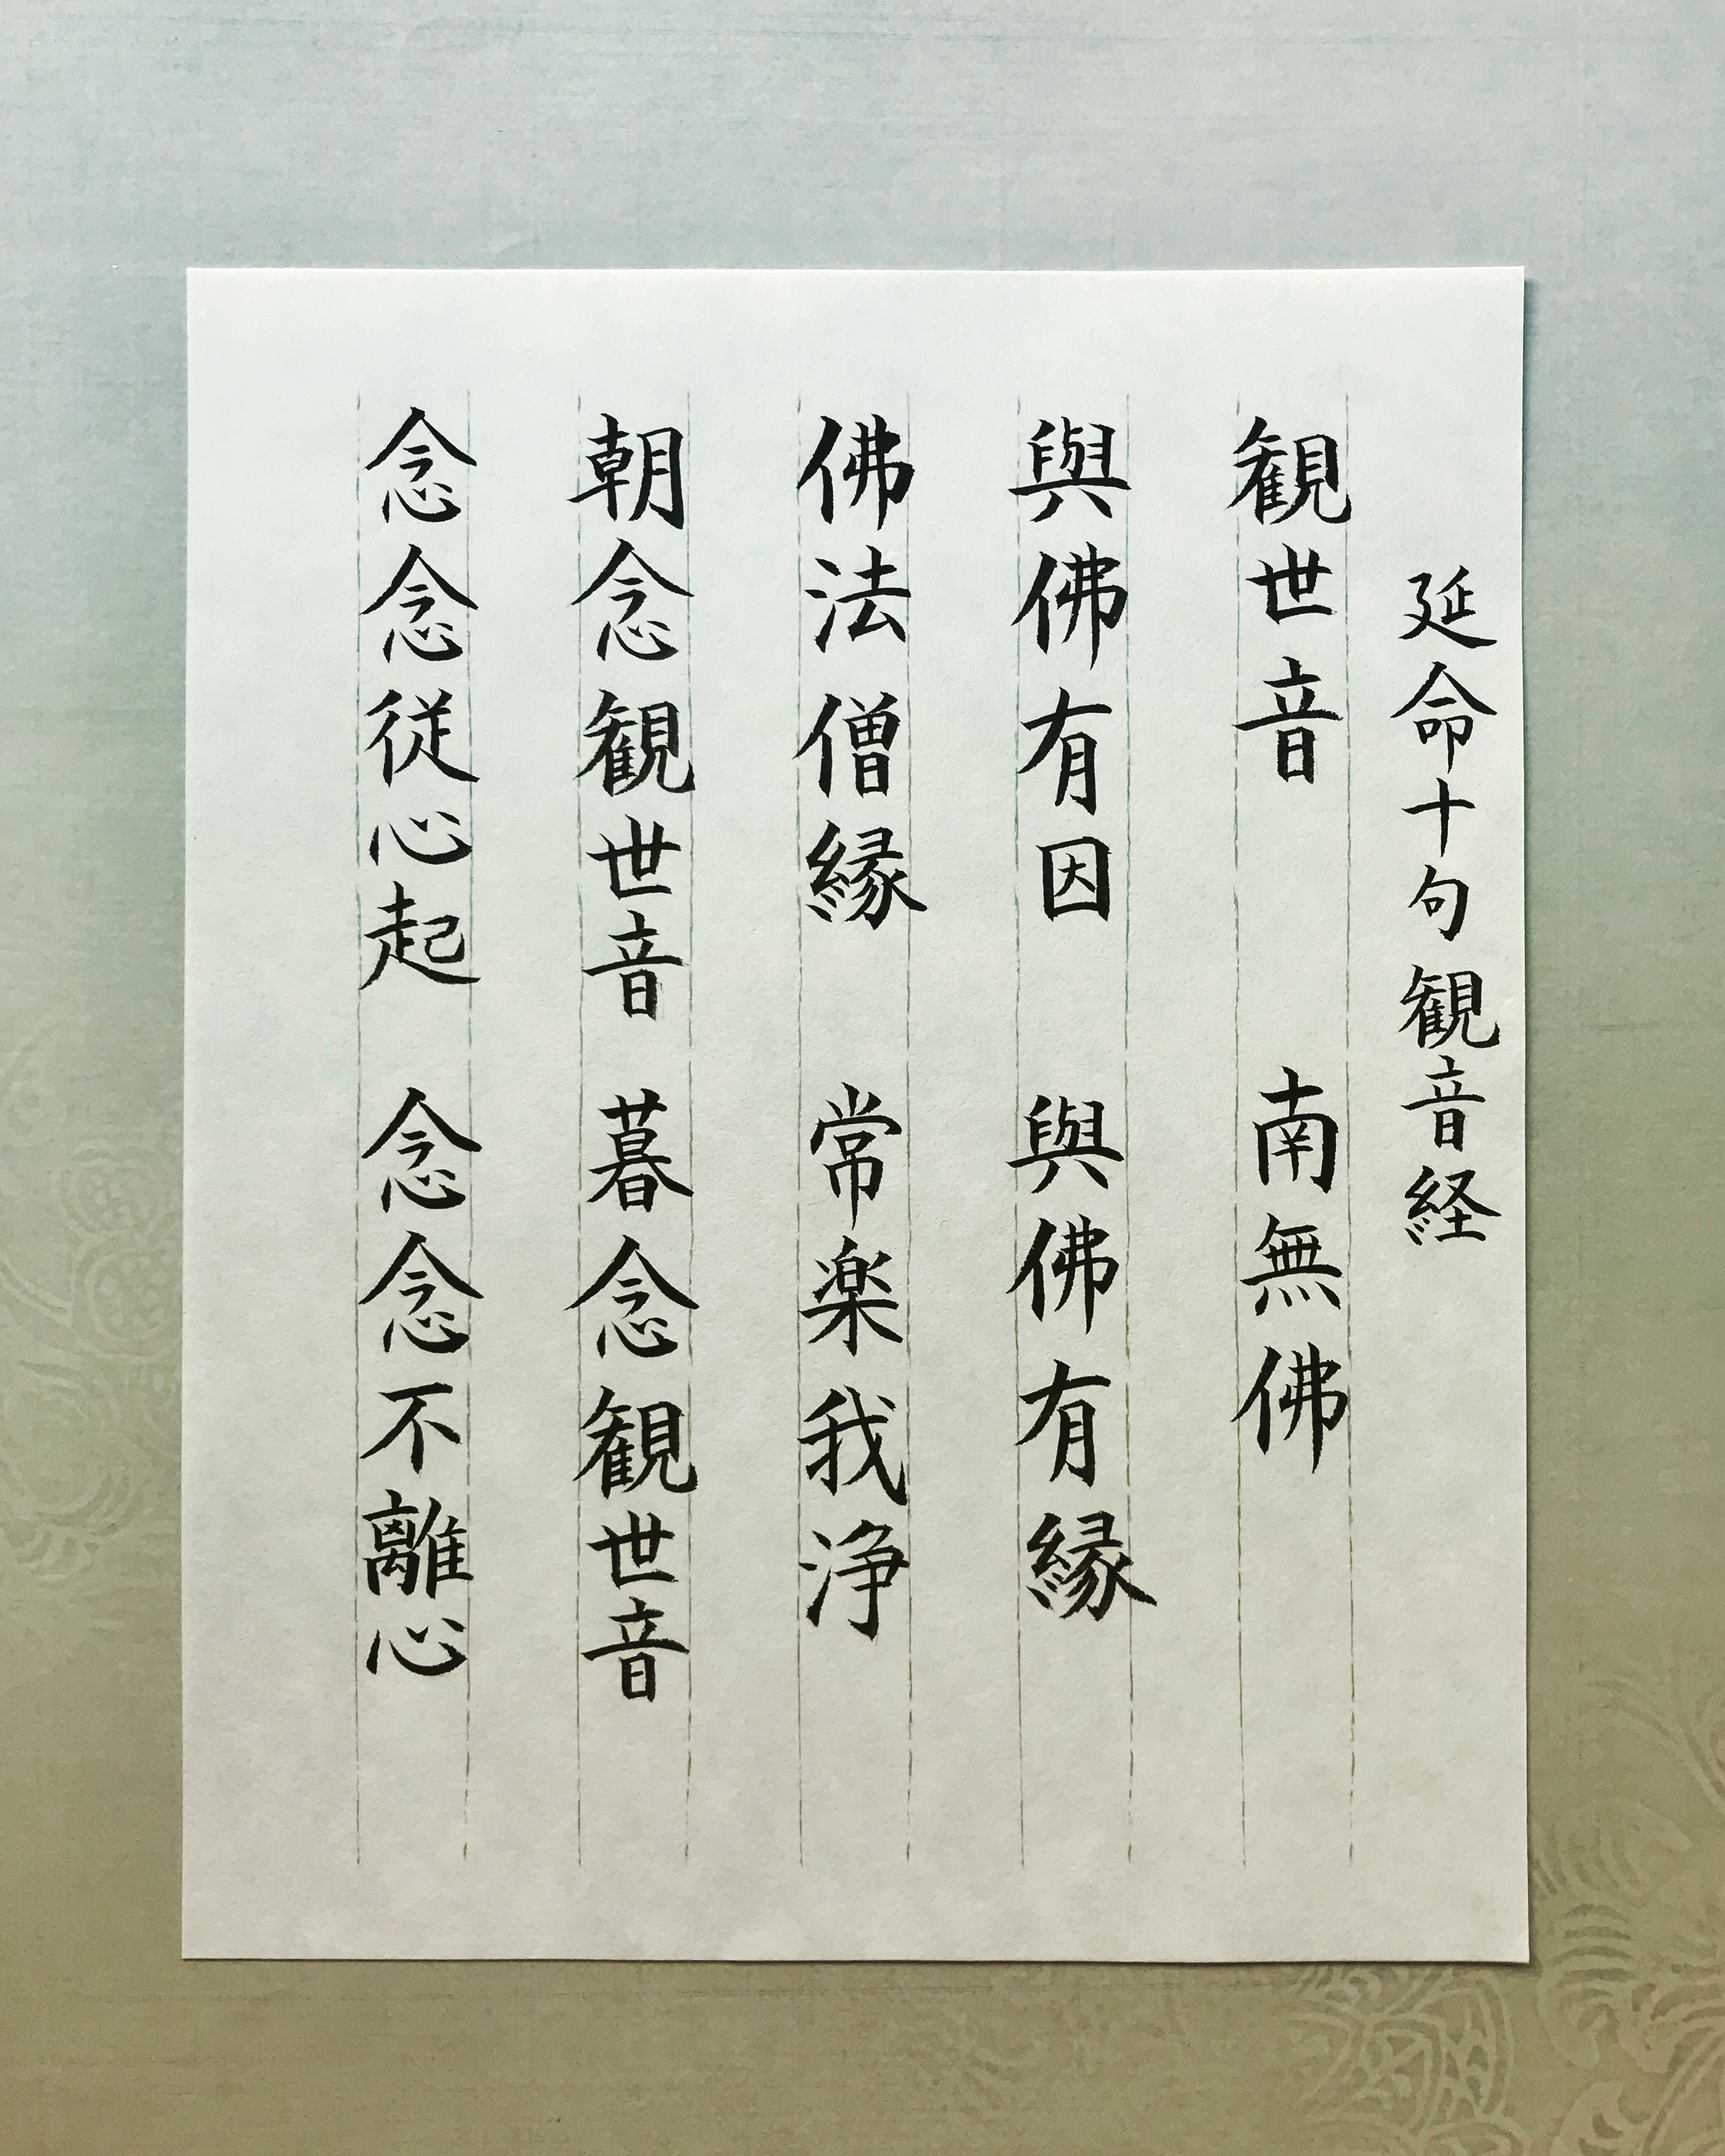 延命十句観音経
観世音　南無佛
與佛有因　與佛有縁
佛法僧縁　常楽我浄
朝念観世音　暮念観世音
念念従心起　念念不離心